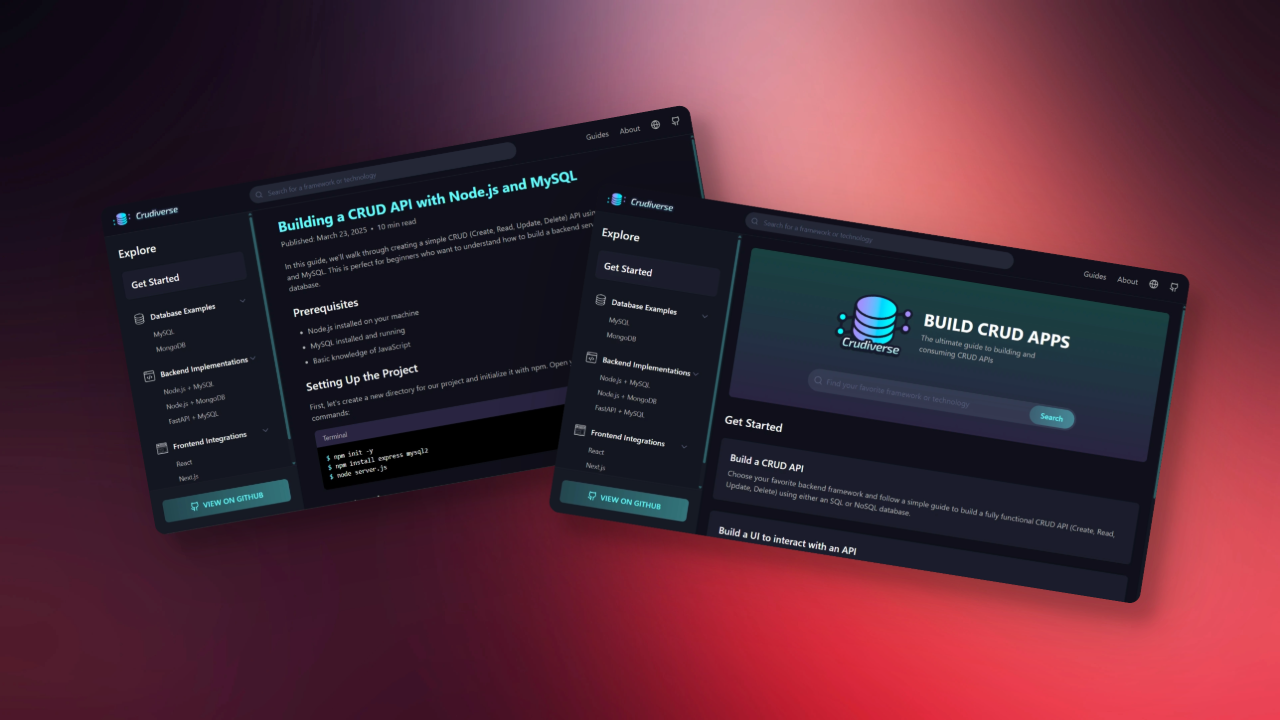 Crudiverse
Search for a framework or technology
Guides
About
Explore
Get Started
Database Examples
MySQL
MongoDB
Backend Implementations
Node.js + MySQL
Node.js + MongoDB
FastAPI + MySQL
Frontend Integrations
React
Next.js
VIEW ON GITHUB
Building a CRUD API with Node.js and MySQL
Published: March 23, 2025 • 10 min read
In this guide, we'll walk through creating a simple CRUD (Create, Read, Update, Delete) API using
and MySQL. This is perfect for beginners who want to understand how to build a backend
database.
Prerequisites
• Node.js installed on your machine
• MySQL installed and running
• Basic knowledge of JavaScript
Setting Up the Project
First, let's create a new directory for our project and initialize it with npm. Open
commands:
Terminal
$ npm init -y
$ npm install express mysql2
$ node server.js
Crudiverse
Search for a framework or technology
Guides
About
Explore
Get Started
Database Examples
MySQL
MongoDB
Backend Implementations
Node.js + MySQL
Node.js + MongoDB
FastAPI + MySQL
Frontend Integrations
React
Next.js
VIEW ON GITHUB
Crudiverse
BUILD CRUD APPS
The ultimate guide to building and
consuming CRUD APIs
Find your favorite framework or technology
Search
Get Started
Build a CRUD API
Choose your favorite backend framework and follow a simple guide to build a fully functional CRUD API (Create, Read,
Update, Delete) using either an SQL or NoSQL database.
Build a UI to interact with an API